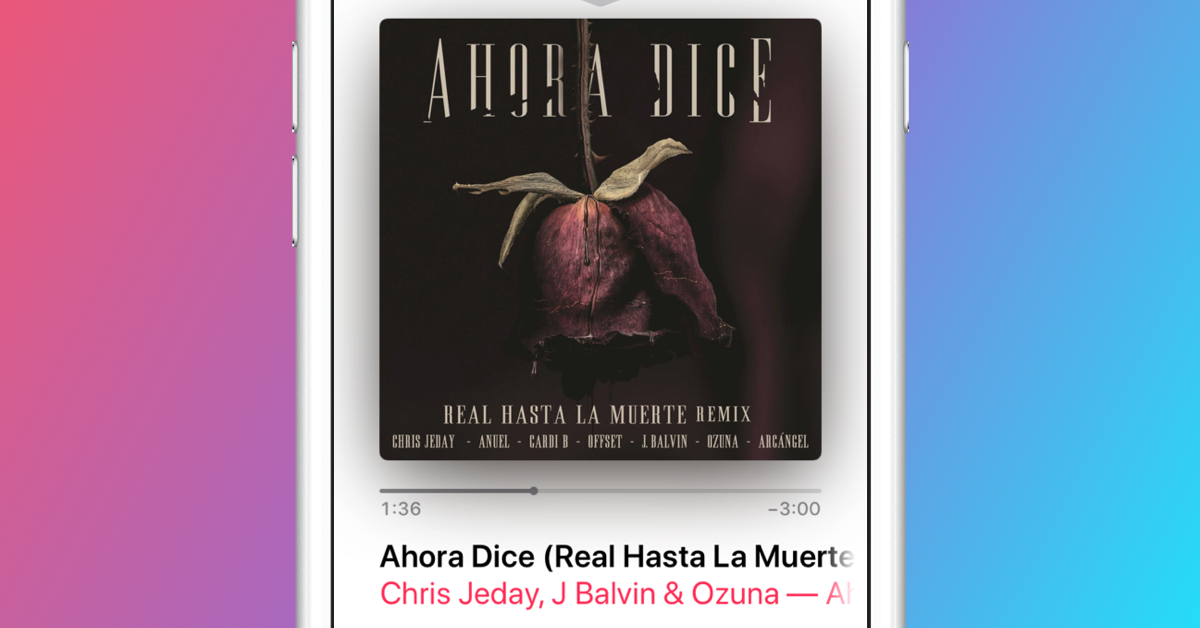 AHORA DICE
REAL HASTA LA MUERTE REMIX
CHRIS JEDAY - ANUEL - CARDI B - OFFSET - J. BALVIN - OZUNA - ARCÁNGEL
1:36 −3:00
Ahora Dice (Real Hasta La Muerte
Chris Jeday, J Balvin & Ozuna — Ah